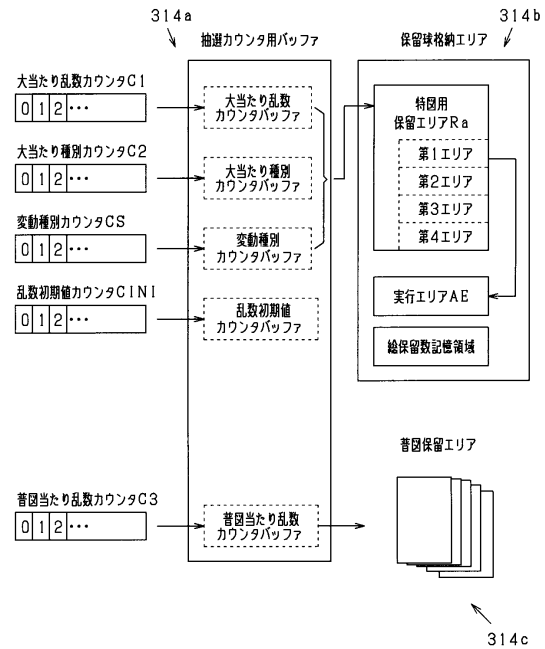 314a
314b
抽選カウンタ用バッファ
保留球格納エリア
大当たり乱数カウンタC1
0 1 2 ･･･
大当たり乱数
カウンタバッファ
特図用
保留エリアRa
第1エリア
第2エリア
第3エリア
第4エリア
大当たり種別カウンタC2
0 1 2 ･･･
大当たり種別
カウンタバッファ
変動種別カウンタCS
0 1 2 ･･･
変動種別
カウンタバッファ
乱数初期値カウンタCINI
0 1 2 ･･･
乱数初期値
カウンタバッファ
実行エリアAE
総保留数記憶領域
普図保留エリア
普図当たり乱数カウンタC3
0 1 2 ･･･
普図当たり乱数
カウンタバッファ
314c